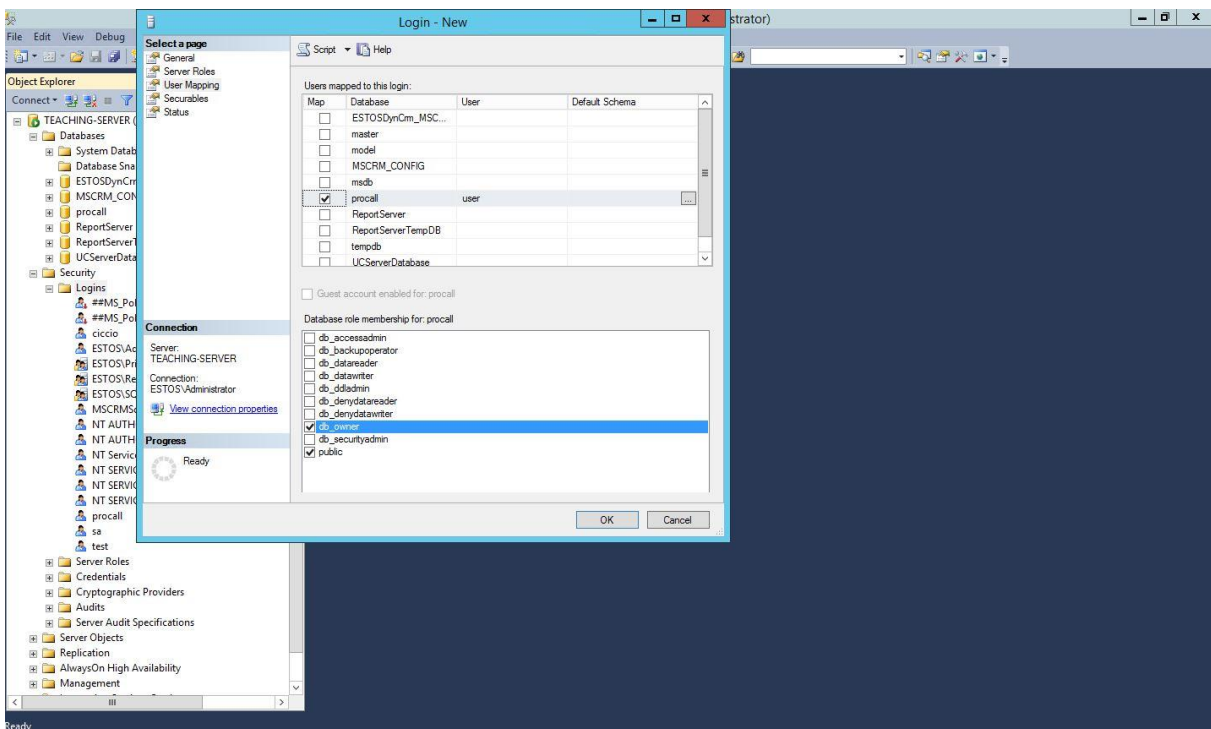 Login - New
strator)
File Edit View Debug
Select a page
General
Server Roles
User Mapping
Securables
Status
Script Help
Object Explorer
Connect
TEACHING-SERVER (
Databases
System Datab
Database Sna
ESTOSDynCrr
MSCRM_CON
procall
ReportServer
ReportServerT
UCServerData
Security
Logins
##MS_Pol
##MS_Pol
ciccio
ESTOS\Ad
ESTOS\Pri
ESTOS\Re
ESTOS\SQ
MSCRMSc
NT AUTH
NT AUTH
NT Service
NT SERVIC
NT SERVIC
NT SERVIC
procall
sa
test
Server Roles
Credentials
Cryptographic Providers
Audits
Server Audit Specifications
Server Objects
Replication
AlwaysOn High Availability
Management
Ready
Users mapped to this login:
Map Database User Default Schema
ESTOSDynCrm_MSC...
master
model
MSCRM_CONFIG
msdb
procall user ...
ReportServer
ReportServerTempDB
tempdb
UCServerDatabase
Guest account enabled for: procall
Database role membership for: procall
db_accessadmin
db_backupoperator
db_datareader
db_datawriter
db_ddladmin
db_denydatareader
db_denydatawriter
db_owner
db_securityadmin
public
Connection
Server:
TEACHING-SERVER
Connection:
ESTOS\Administrator
View connection properties
Progress
Ready
OK Cancel